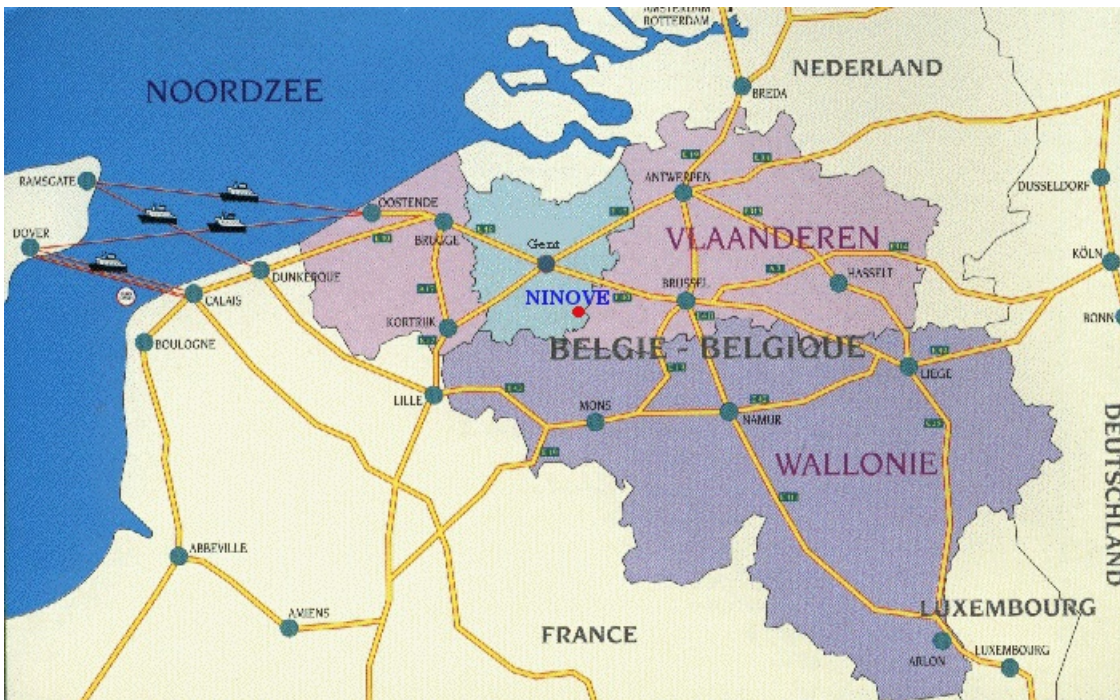 AMSTERDAM
ROTTERDAM
NEDERLAND
NOORDZEE
BREDA
RAMSGATE
ANTWERPEN
DUSSELDORF
OOSTENDE
DOVER
BRUGGE
Gent
VLAANDEREN
KÖLN
DUNKERQUE
HASSELT
BRUSSEL
CALAIS
NINOVE
BONN
KORTRIJK
BOULOGNE
BELGIE - BELGIQUE
LIEGE
LILLE
MONS
NAMUR
DEUTSCHLAND
WALLONIE
ABBEVILLE
AMIENS
LUXEMBOURG
FRANCE
ARLON
LUXEMBOURG